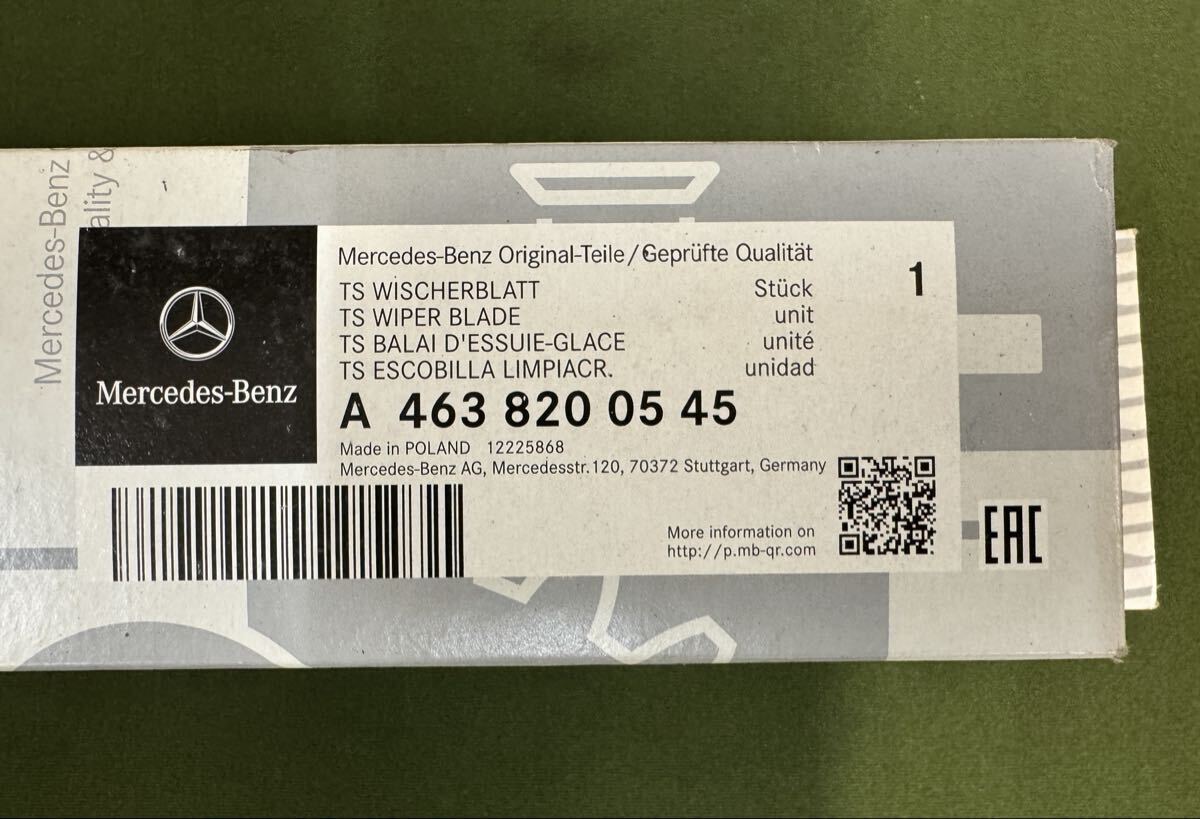 Mercedes-Benz
ality &
Mercedes-Benz
Mercedes-Benz Original-Teile/Geprüfte Qualität
TS WISCHERBLATT Stück 1
TS WIPER BLADE unit
TS BALAI D'ESSUIE-GLACE unité
TS ESCOBILLA LIMPIACR. unidad
A 463 820 05 45
Made in POLAND 12225868
Mercedes-Benz AG, Mercedesstr.120, 70372 Stuttgart, Germany
More information on
http://p.mb-qr.com
EAC